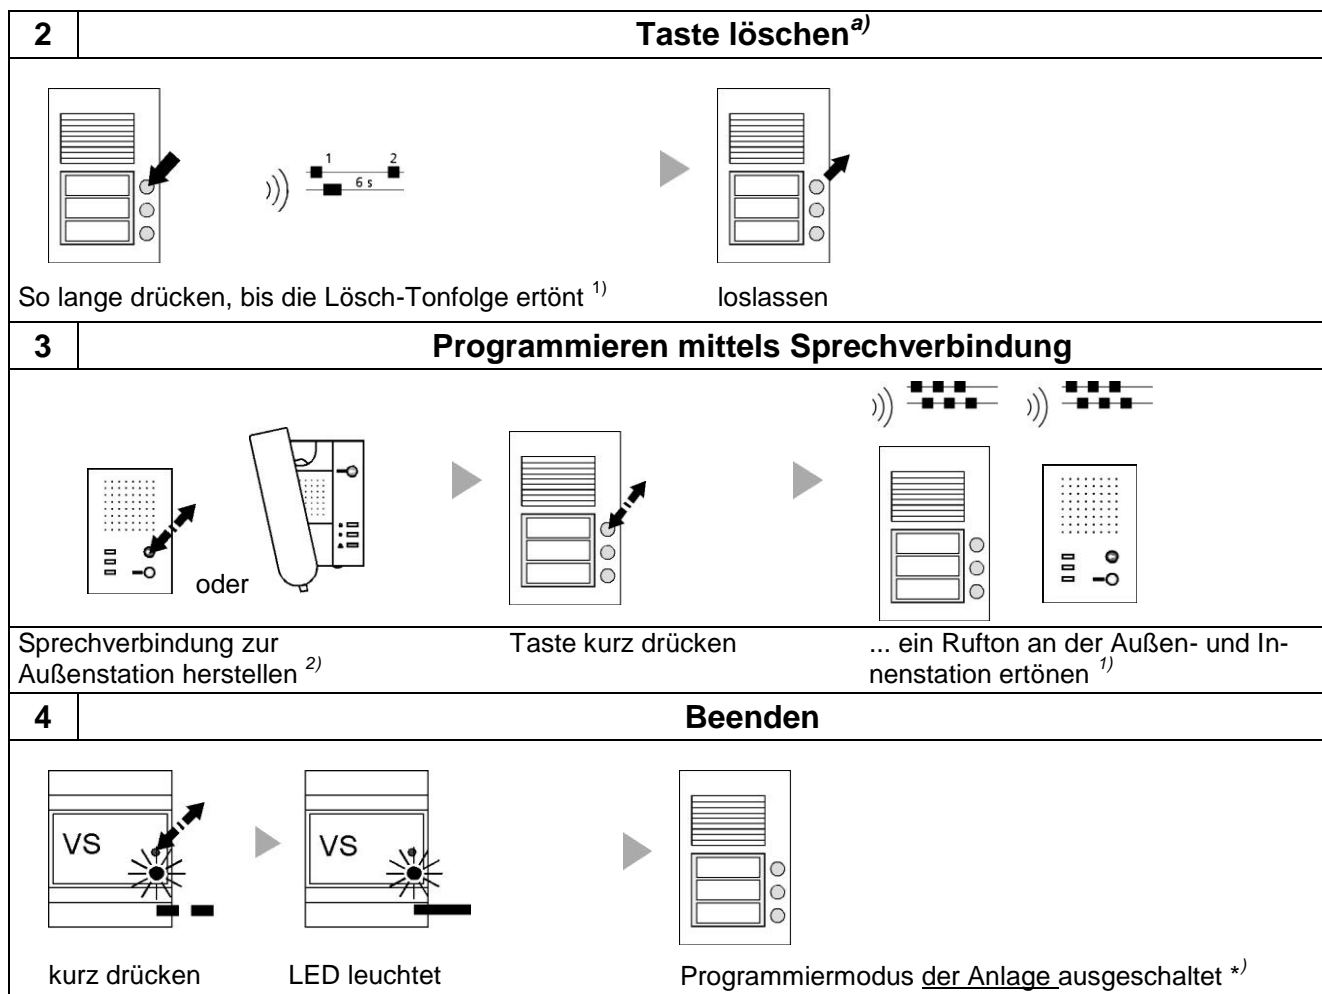 2 Taste löschen a)
1 2
6 s
So lange drücken, bis die Lösch-Tonfolge ertönt 1) loslassen
3 Programmieren mittels Sprechverbindung
oder
Sprechverbindung zur Außenstation herstellen 2)
Taste kurz drücken
... ein Rufton an der Außen- und In-
nenstation ertönen 1)
4 Beenden
VS VS
kurz drücken LED leuchtet Programmiermodus der Anlage ausgeschaltet *)